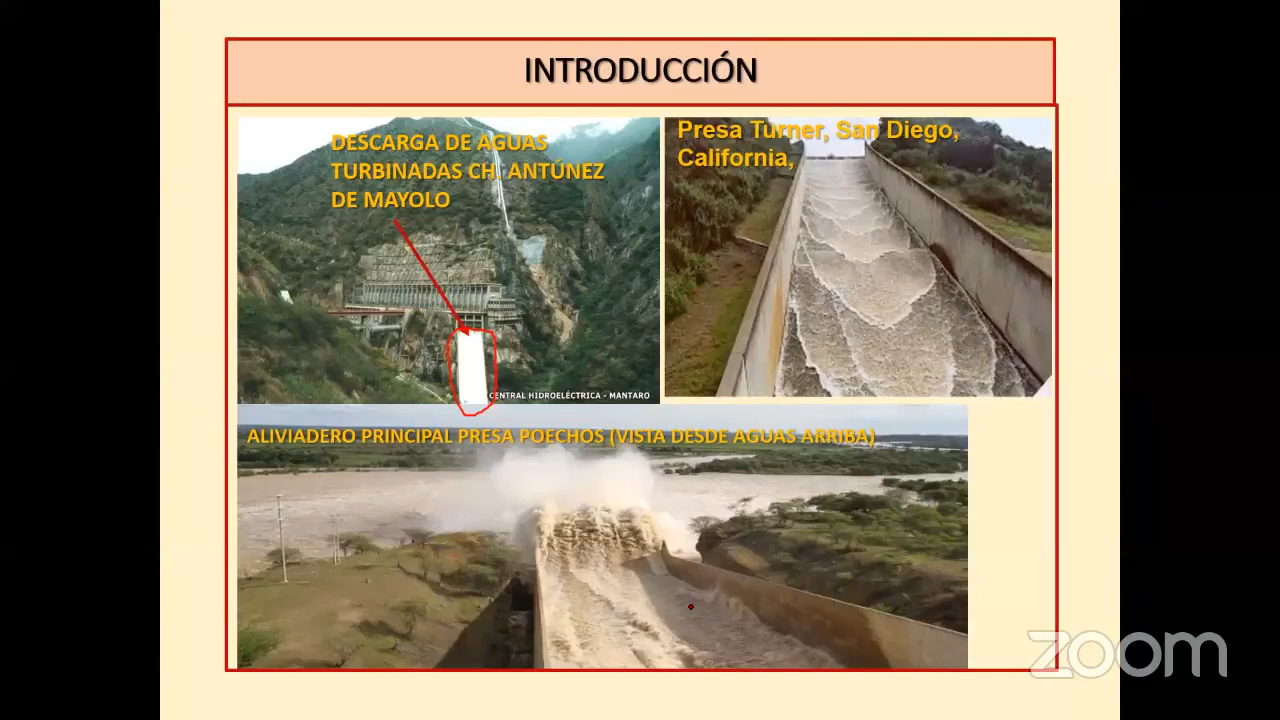 INTRODUCCIÓN
DESCARGA DE AGUAS
TURBINADAS CH. ANTÚNEZ
DE MAYOLO
CENTRAL HIDROELÉCTRICA - MANTARO
Presa Turner, San Diego,
California,
ALIVIADERO PRINCIPAL PRESA POECHOS (VISTA DESDE AGUAS ARRIBA)
zoom